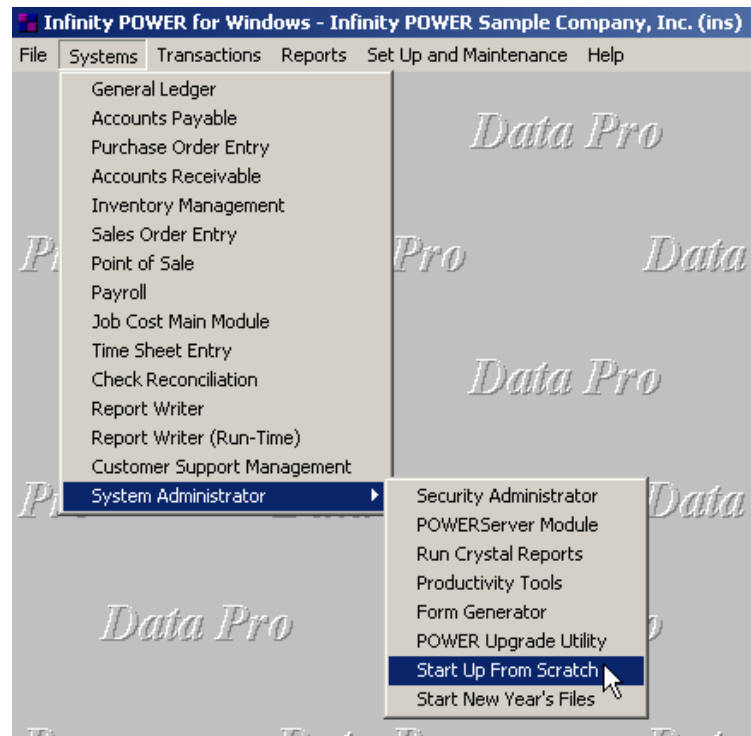 Infinity POWER for Windows - Infinity POWER Sample Company, Inc. (ins)
File Systems Transactions Reports Set Up and Maintenance Help
General Ledger
Accounts Payable
Purchase Order Entry
Accounts Receivable
Inventory Management
Sales Order Entry
Point of Sale
Payroll
Job Cost Main Module
Time Sheet Entry
Check Reconciliation
Report Writer
Report Writer (Run-Time)
Customer Support Management
System Administrator
Security Administrator
POWERServer Module
Run Crystal Reports
Productivity Tools
Form Generator
POWER Upgrade Utility
Start Up From Scratch
Start New Year's Files
Data Pro
Pro Data
Data Pro
Data
Data Pro